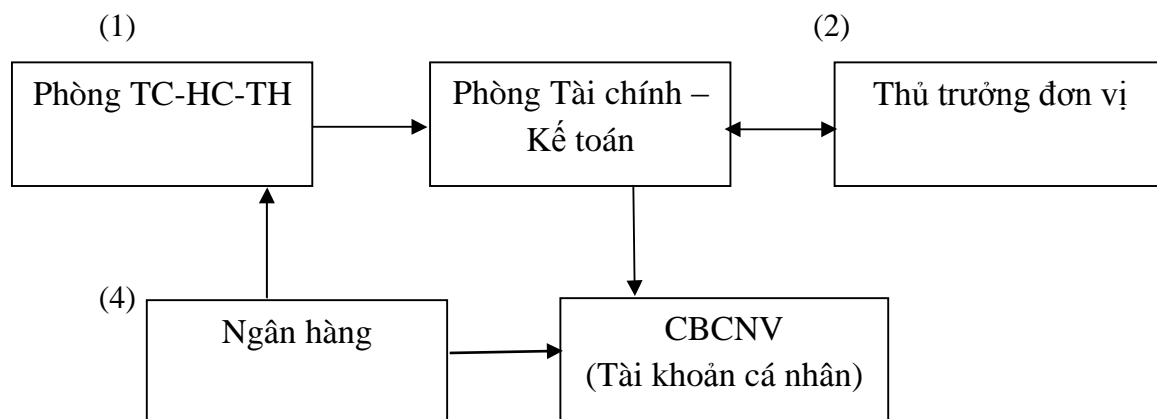 (1)
(2)
Phòng TC-HC-TH
Phòng Tài chính –
Kế toán
Thủ trưởng đơn vị
(4)
Ngân hàng
CBCNV
(Tài khoản cá nhân)